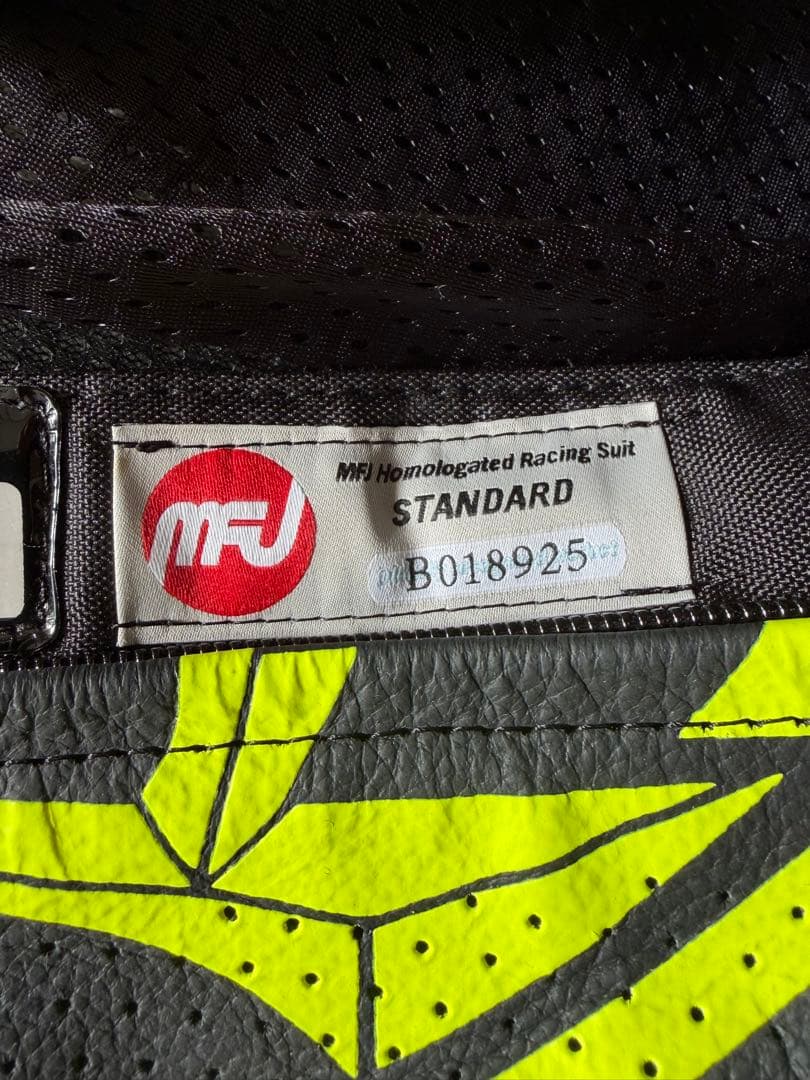 MFJ
MFJ Homologated Racing Suit
STANDARD
B018925